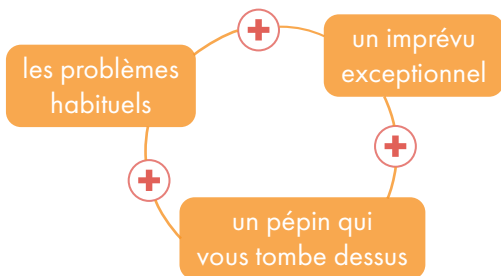 les problèmes
habituels
un imprévu
exceptionnel
un pépin qui
vous tombe dessus